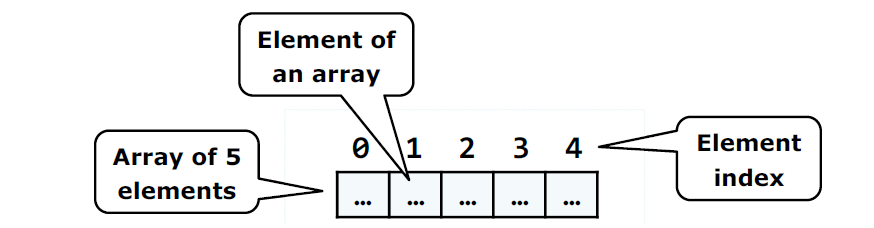 Element of
an array
Array of 5
elements
0 1 2 3 4
Element
index
... ... ... ... ...